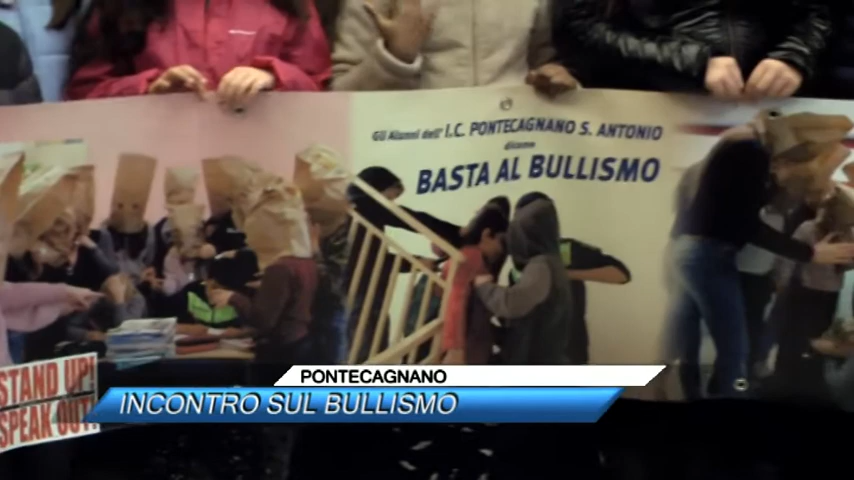 Gli Alunni dell' I.C. PONTECAGNANO S. ANTONIO
dicono
BASTA AL BULLISMO
STAND UP!
SPEAK OUT!
PONTECAGNANO
INCONTRO SUL BULLISMO